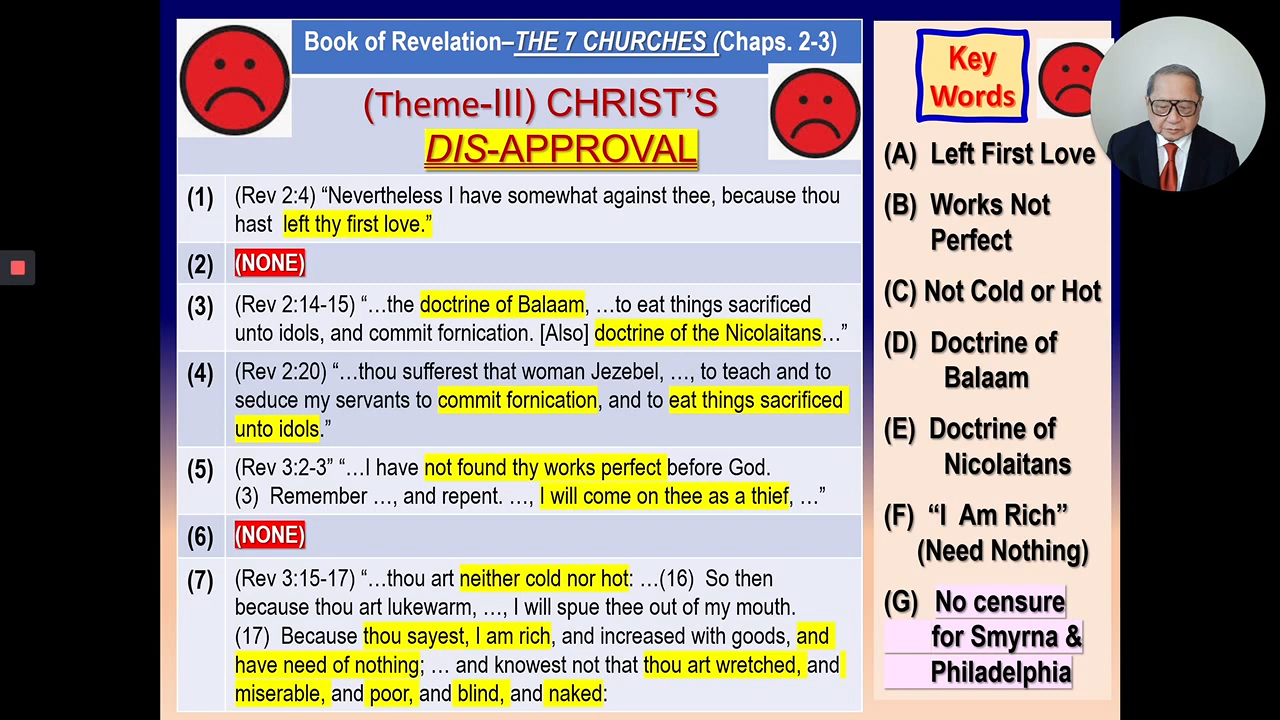 Book of Revelation–THE 7 CHURCHES (Chaps. 2-3)
(Theme-III) CHRIST'S
DIS-APPROVAL
(1) (Rev 2:4) “Nevertheless I have somewhat against thee, because thou
hast left thy first love.”
(2) (NONE)
(3) (Rev 2:14-15) “…the doctrine of Balaam, …to eat things sacrificed
unto idols, and commit fornication. [Also] doctrine of the Nicolaitans…”
(4) (Rev 2:20) “…thou sufferest that woman Jezebel, …, to teach and to
seduce my servants to commit fornication, and to eat things sacrificed
unto idols.”
(5) (Rev 3:2-3” “…I have not found thy works perfect before God.
(3) Remember …, and repent. …, I will come on thee as a thief, …”
(6) (NONE)
(7) (Rev 3:15-17) “…thou art neither cold nor hot: …(16) So then
because thou art lukewarm, …, I will spue thee out of my mouth.
(17) Because thou sayest, I am rich, and increased with goods, and
have need of nothing; … and knowest not that thou art wretched, and
miserable, and poor, and blind, and naked:
Key
Words
(A) Left First Love
(B) Works Not
Perfect
(C) Not Cold or Hot
(D) Doctrine of
Balaam
(E) Doctrine of
Nicolaitans
(F) “I Am Rich”
(Need Nothing)
(G) No censure
for Smyrna &
Philadelphia